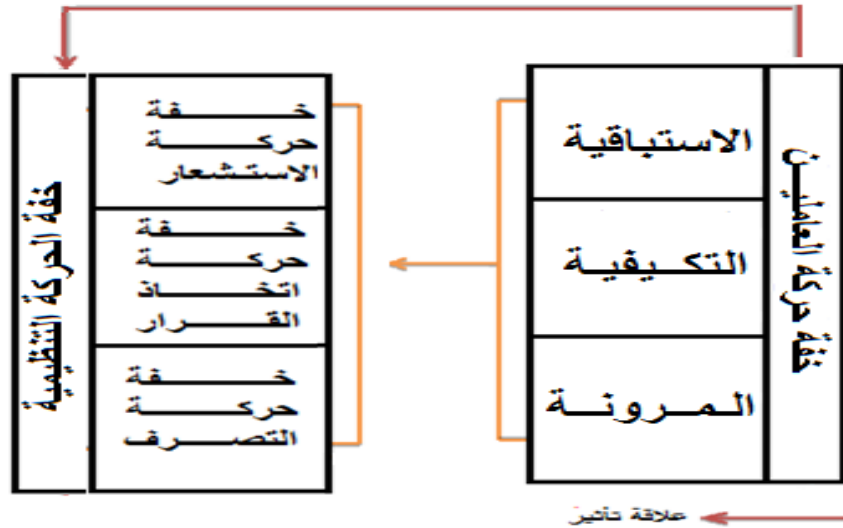 خفة حركة العاملين
الاستباقية
التكيفية
المرونة
خفة
حركة
الاستشعار
خفة
حركة
اتخاذ
القرار
خفة
حركة
التصرف
خفة الحركة التنظيمية
علاقة تأثير